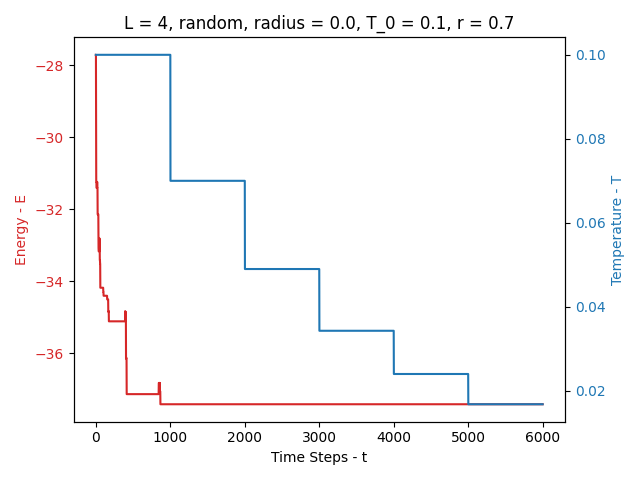 L = 4, random, radius = 0.0, T_0 = 0.1, r = 0.7
−28
−30
−32
−34
−36
Energy - E
0.10
0.08
0.06
0.04
0.02
Temperature - T
0 1000 2000 3000 4000 5000 6000
Time Steps - t